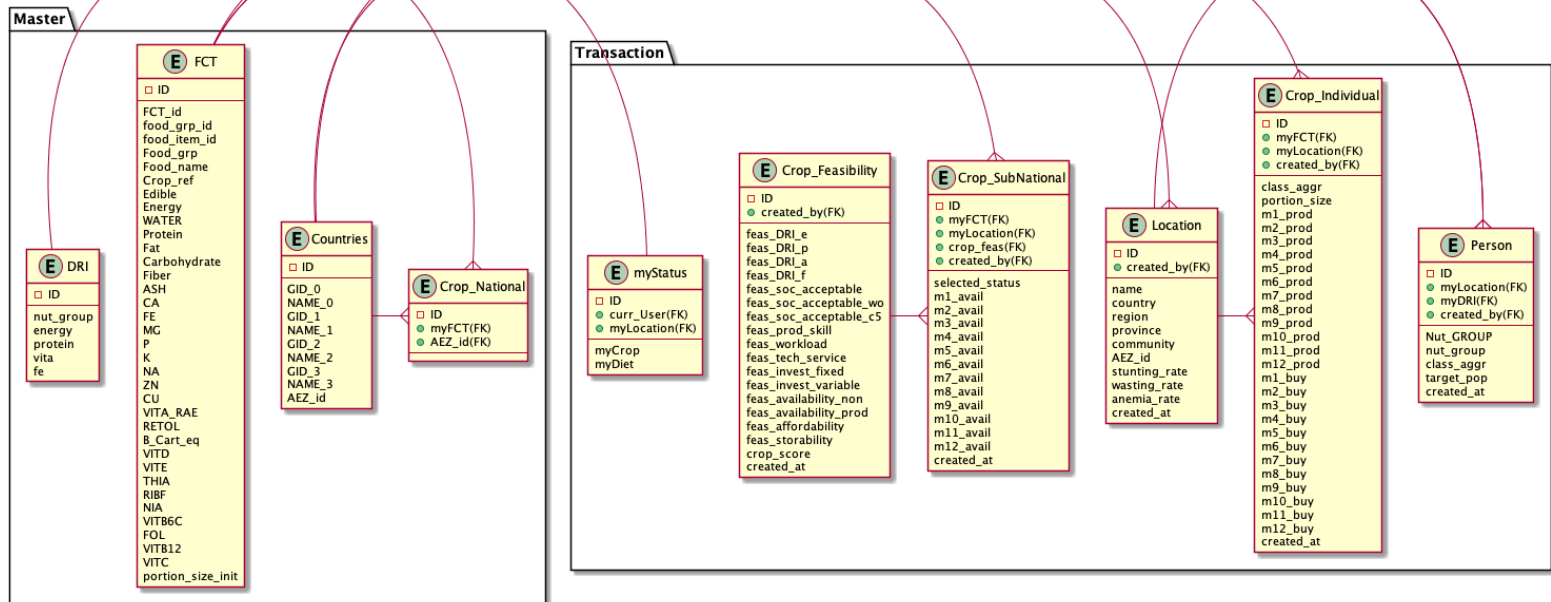 Master
E FCT
ID
FCT_id
food_grp_id
food_item_id
Food_grp
Food_name
Crop_ref
Edible
Energy
WATER
Protein
Fat
Carbohydrate
Fiber
ASH
CA
FE
MG
P
K
NA
ZN
CU
VITA_RAE
RETOL
B_Cart_eq
VITD
VITE
THIA
RIBF
NIA
VITB6C
FOL
VITB12
VITC
portion_size_init
E DRI
ID
nut_group
energy
protein
vita
fe
E Countries
ID
GID_0
NAME_0
GID_1
NAME_1
GID_2
NAME_2
GID_3
NAME_3
AEZ_id
E Crop_National
ID
myFCT(FK)
AEZ_id(FK)
Transaction
E myStatus
ID
curr_User(FK)
myLocation(FK)
myCrop
myDiet
E Crop_Feasibility
ID
created_by(FK)
feas_DRI_e
feas_DRI_p
feas_DRI_a
feas_DRI_f
feas_soc_acceptable
feas_soc_acceptable_wo
feas_soc_acceptable_c5
feas_prod_skill
feas_workload
feas_tech_service
feas_invest_fixed
feas_invest_variable
feas_availability_non
feas_availability_prod
feas_affordability
feas_storability
crop_score
created_at
E Crop_SubNational
ID
myFCT(FK)
myLocation(FK)
crop_feas(FK)
created_by(FK)
selected_status
m1_avail
m2_avail
m3_avail
m4_avail
m5_avail
m6_avail
m7_avail
m8_avail
m9_avail
m10_avail
m11_avail
m12_avail
created_at
E Location
ID
created_by(FK)
name
country
region
province
community
AEZ_id
stunting_rate
wasting_rate
anemia_rate
created_at
E Crop_Individual
ID
myFCT(FK)
myLocation(FK)
created_by(FK)
class_aggr
portion_size
m1_prod
m2_prod
m3_prod
m4_prod
m5_prod
m6_prod
m7_prod
m8_prod
m9_prod
m10_prod
m11_prod
m12_prod
m1_buy
m2_buy
m3_buy
m4_buy
m5_buy
m6_buy
m7_buy
m8_buy
m9_buy
m10_buy
m11_buy
m12_buy
created_at
E Person
ID
myLocation(FK)
myDRI(FK)
created_by(FK)
Nut_GROUP
nut_group
class_aggr
target_pop
created_at